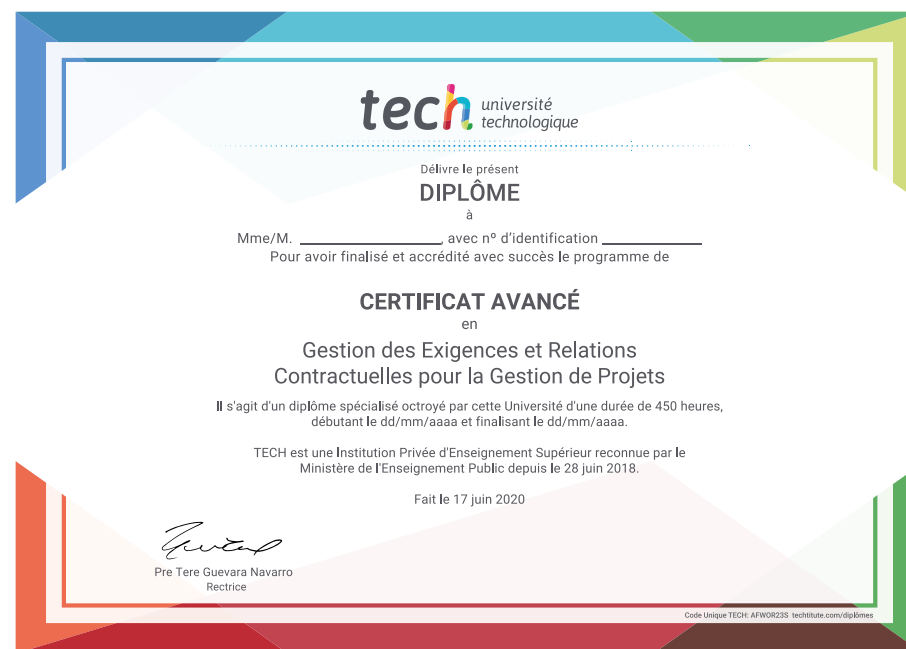 tech université
technologique
Délivre le présent
DIPLÔME
à
Mme/M. ____________________, avec nº d'identification ______________
Pour avoir finalisé et accrédité avec succès le programme de
CERTIFICAT AVANCÉ
en
Gestion des Exigences et Relations
Contractuelles pour la Gestion de Projets
Il s'agit d'un diplôme spécialisé octroyé par cette Université d'une durée de 450 heures,
débutant le dd/mm/aaaa et finalisant le dd/mm/aaaa.
TECH est une Institution Privée d'Enseignement Supérieur reconnue par le
Ministère de l'Enseignement Public depuis le 28 juin 2018.
Fait le 17 juin 2020
Pre Tere Guevara Navarro
Rectrice
Code Unique TECH: AFWOR23S techtitute.com/diplômes